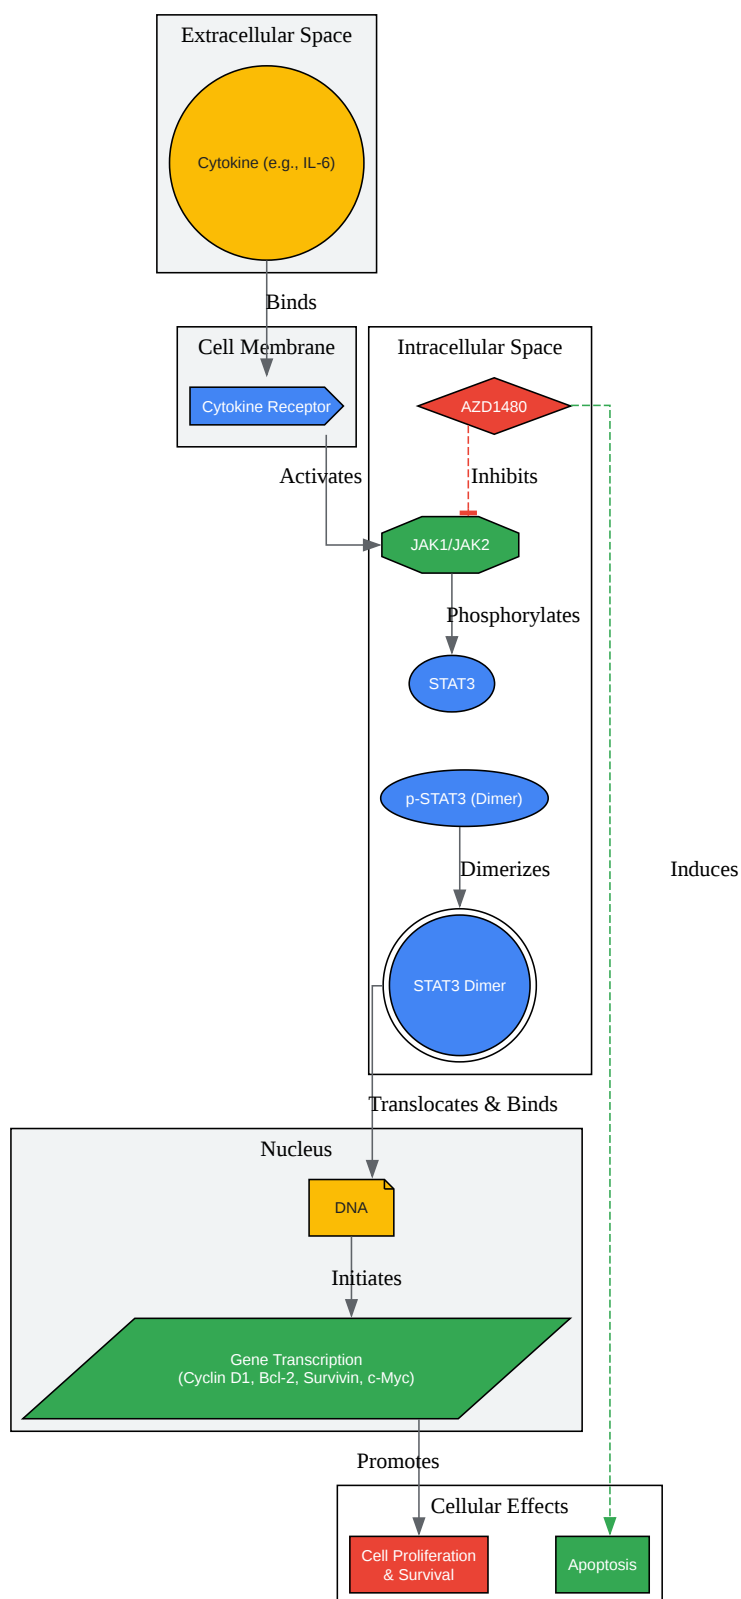 Extracellular Space
Cytokine (e.g., IL-6)
Binds
Cell Membrane
Cytokine Receptor
Activates
Intracellular Space
AZD1480
Inhibits
JAK1/JAK2
Phosphorylates
STAT3
p-STAT3 (Dimer)
Dimerizes
Induces
STAT3 Dimer
Translocates & Binds
Nucleus
DNA
Initiates
Gene Transcription
(Cyclin D1, Bcl-2, Survivin, c-Myc)
Promotes
Cellular Effects
Cell Proliferation
& Survival
Apoptosis